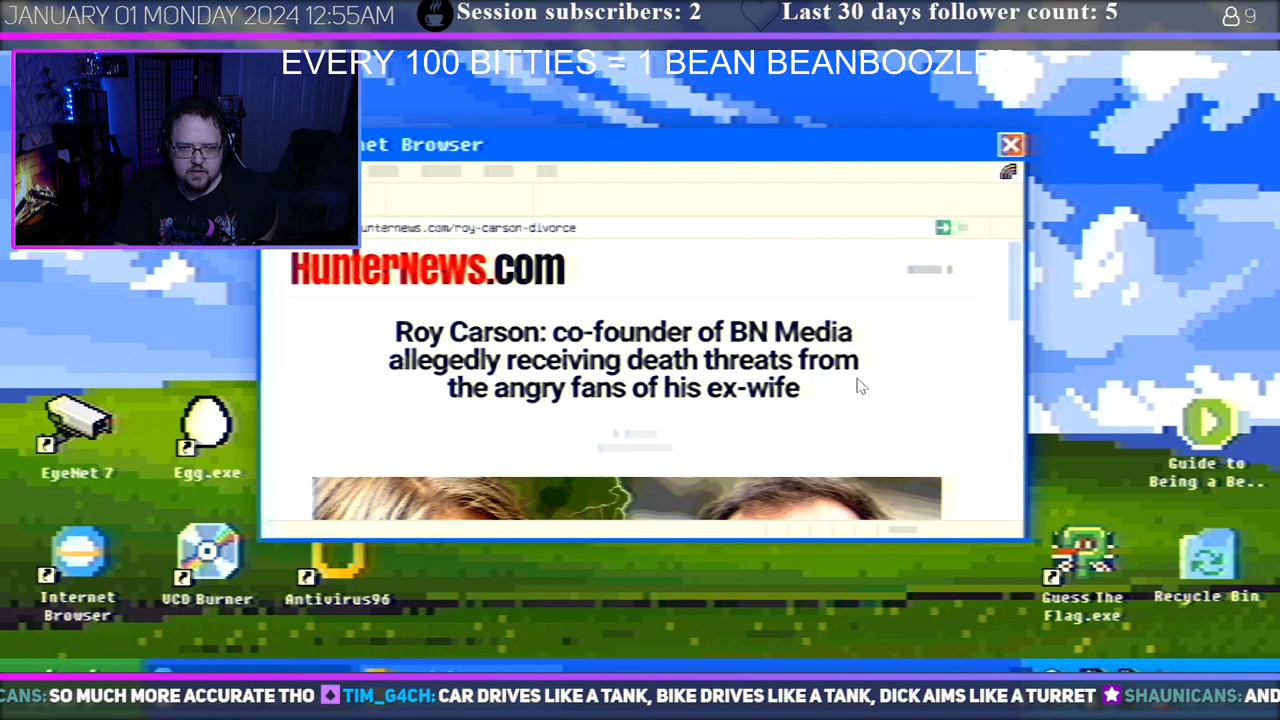 JANUARY 01 MONDAY 2024 12:55AM
Session subscribers: 2
Last 30 days follower count: 5
9
EVERY 100 BITTIES = 1 BEAN BEANBOOZLE
et Browser
unternews.com/roy-carson-divorce
HunterNews.com
Roy Carson: co-founder of BN Media
allegedly receiving death threats from
the angry fans of his ex-wife
EyeNet 7
Egg.exe
Guide to
Being a Be..
Internet
Browser
UCD Burner
Antivirus96
Guess The
Flag.exe
Recycle Bin
CANS: SO MUCH MORE ACCURATE THO TIM_G4CH: CAR DRIVES LIKE A TANK, BIKE DRIVES LIKE A TANK, DICK AIMS LIKE A TURRET SHAUNICANS: AND